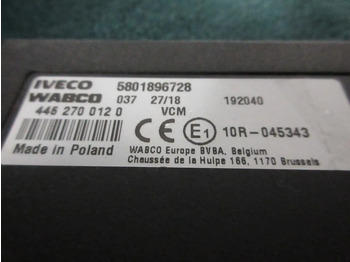 IVECO 5801896728
WABCO 037 27/18 192040
446 270 012 0 VCM
CE E1 10R-045343
Made in Poland WABCO Europe BVBA, Belgium
Chaussée de la Hulpe 166, 1170 Brussels